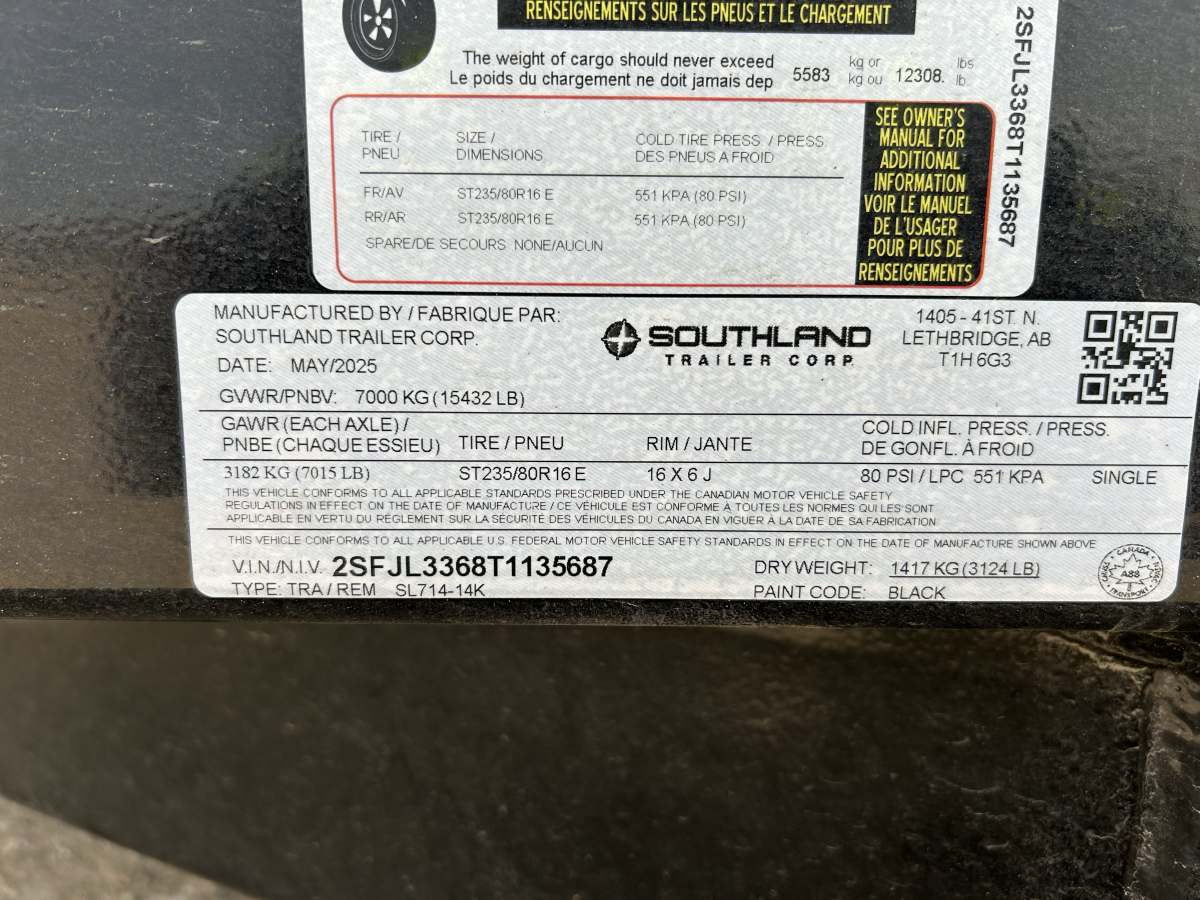 RENSEIGNEMENTS SUR LES PNEUS ET LE CHARGEMENT
The weight of cargo should never exceed 5583 kg or 12308. lbs
Le poids du chargement ne doit jamais dep kg ou lb
TIRE / SIZE / COLD TIRE PRESS / PRESS.
PNEU DIMENSIONS DES PNEUS A FROID
FR/AV ST235/80R16 E 551 KPA (80 PSI)
RR/AR ST235/80R16 E 551 KPA (80 PSI)
SPARE/DE SECOURS NONE/AUCUN
SEE OWNER'S
MANUAL FOR
ADDITIONAL
INFORMATION
VOIR LE MANUEL
DE L'USAGER
POUR PLUS DE
RENSEIGNEMENTS
2SFJL3368T1135687
MANUFACTURED BY / FABRIQUE PAR:
SOUTHLAND TRAILER CORP.
DATE: MAY/2025
GVWR/PNBV: 7000 KG (15432 LB)
SOUTHLAND
TRAILER CORP
1405 - 41ST. N.
LETHBRIDGE, AB
T1H 6G3
GAWR (EACH AXLE) /
PNBE (CHAQUE ESSIEU) TIRE / PNEU RIM / JANTE COLD INFL. PRESS. / PRESS.
DE GONFL. À FROID
3182 KG (7015 LB) ST235/80R16 E 16 X 6 J 80 PSI / LPC 551 KPA SINGLE
THIS VEHICLE CONFORMS TO ALL APPLICABLE STANDARDS PRESCRIBED UNDER THE CANADIAN MOTOR VEHICLE SAFETY
REGULATIONS IN EFFECT ON THE DATE OF MANUFACTURE / CE VÉHICULE EST CONFORME À TOUTES LES NORMES QUI LES SONT
APPLICABLE EN VERTU DU RÈGLEMENT SUR LA SÉCURITÉ DES VÉHICULES DU CANADA EN VIGUER À LA DATE DE SA FABRICATION
THIS VEHICLE CONFORMS TO ALL APPLICABLE U.S. FEDERAL MOTOR VEHICLE SAFETY STANDARDS IN EFFECT ON THE DATE OF MANUFACTURE SHOWN ABOVE
V.I.N./N.I.V. 2SFJL3368T1135687 DRY WEIGHT: 1417 KG (3124 LB)
TYPE: TRA / REM SL714-14K PAINT CODE: BLACK
CANADA
A88
TRANSPORT